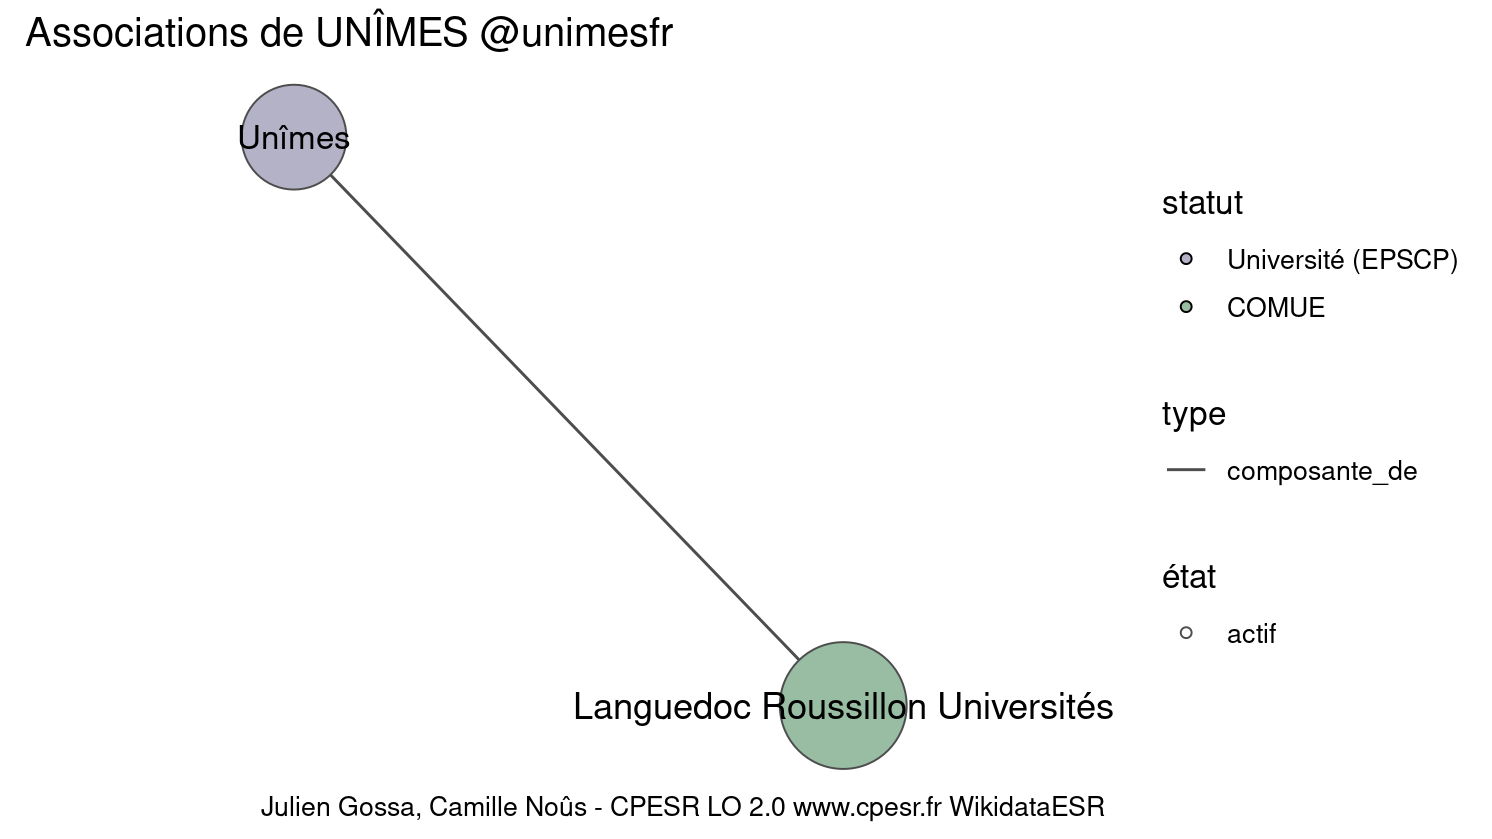 Associations de UNÎMES @unimesfr
Unîmes
statut
Université (EPSCP)
COMUE
type
composante_de
état
actif
Languedoc Roussillon Universités
Julien Gossa, Camille Noûs - CPESR LO 2.0 www.cpesr.fr WikidataESR